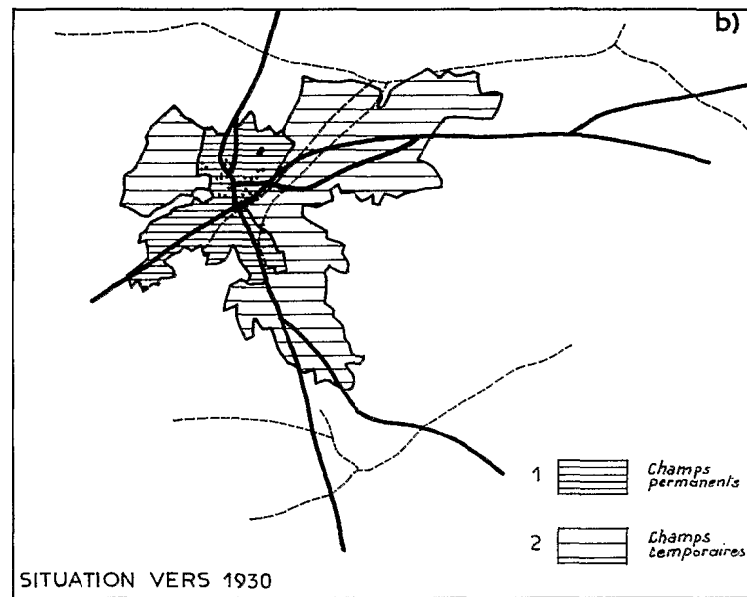 b)
1 Champs
permanents
2 Champs
temporaires
SITUATION VERS 1930